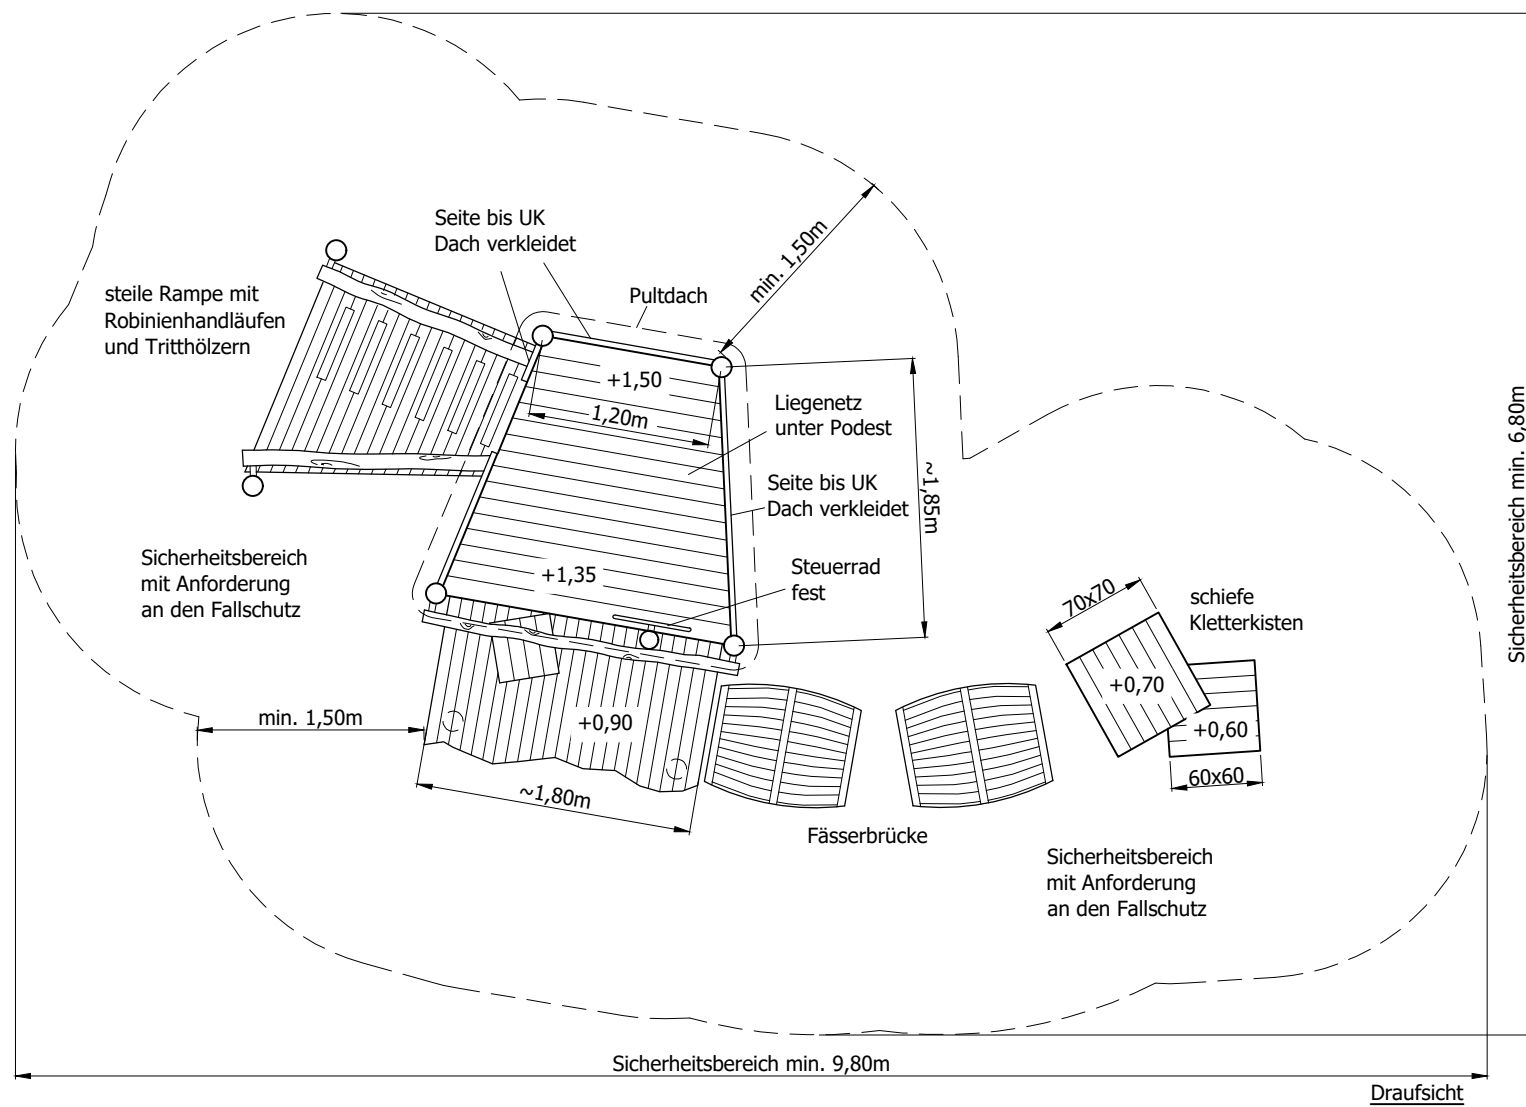 Seite bis UK
Dach verkleidet
min. 1,50m
steile Rampe mit
Robinienhandläufen
und Tritthölzern
Pultdach
+1,50
1,20m
Liegenetz
unter Podest
Sicherheitsbereich min. 6,80m
~1,85m
Seite bis UK
Dach verkleidet
Sicherheitsbereich
mit Anforderung
an den Fallschutz
+1,35
Steuerrad
fest
70x70
schiefe
Kletterkisten
+0,70
min. 1,50m
+0,90
+0,60
60x60
~1,80m
Fässerbrücke
Sicherheitsbereich
mit Anforderung
an den Fallschutz
Sicherheitsbereich min. 9,80m
Draufsicht